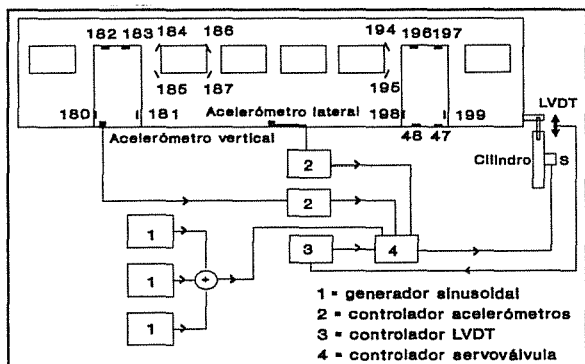 182 183 184 186 194 196 197
185 187 195
180 181 Acelerómetro lateral 198 199 LVDT
Acelerómetro vertical 48 47
Cilindro S
2
2
1
3 4
1 +
1
1 = generador sinusoidal
2 = controlador acelerómetros
3 = controlador LVDT
4 = controlador servoválvula